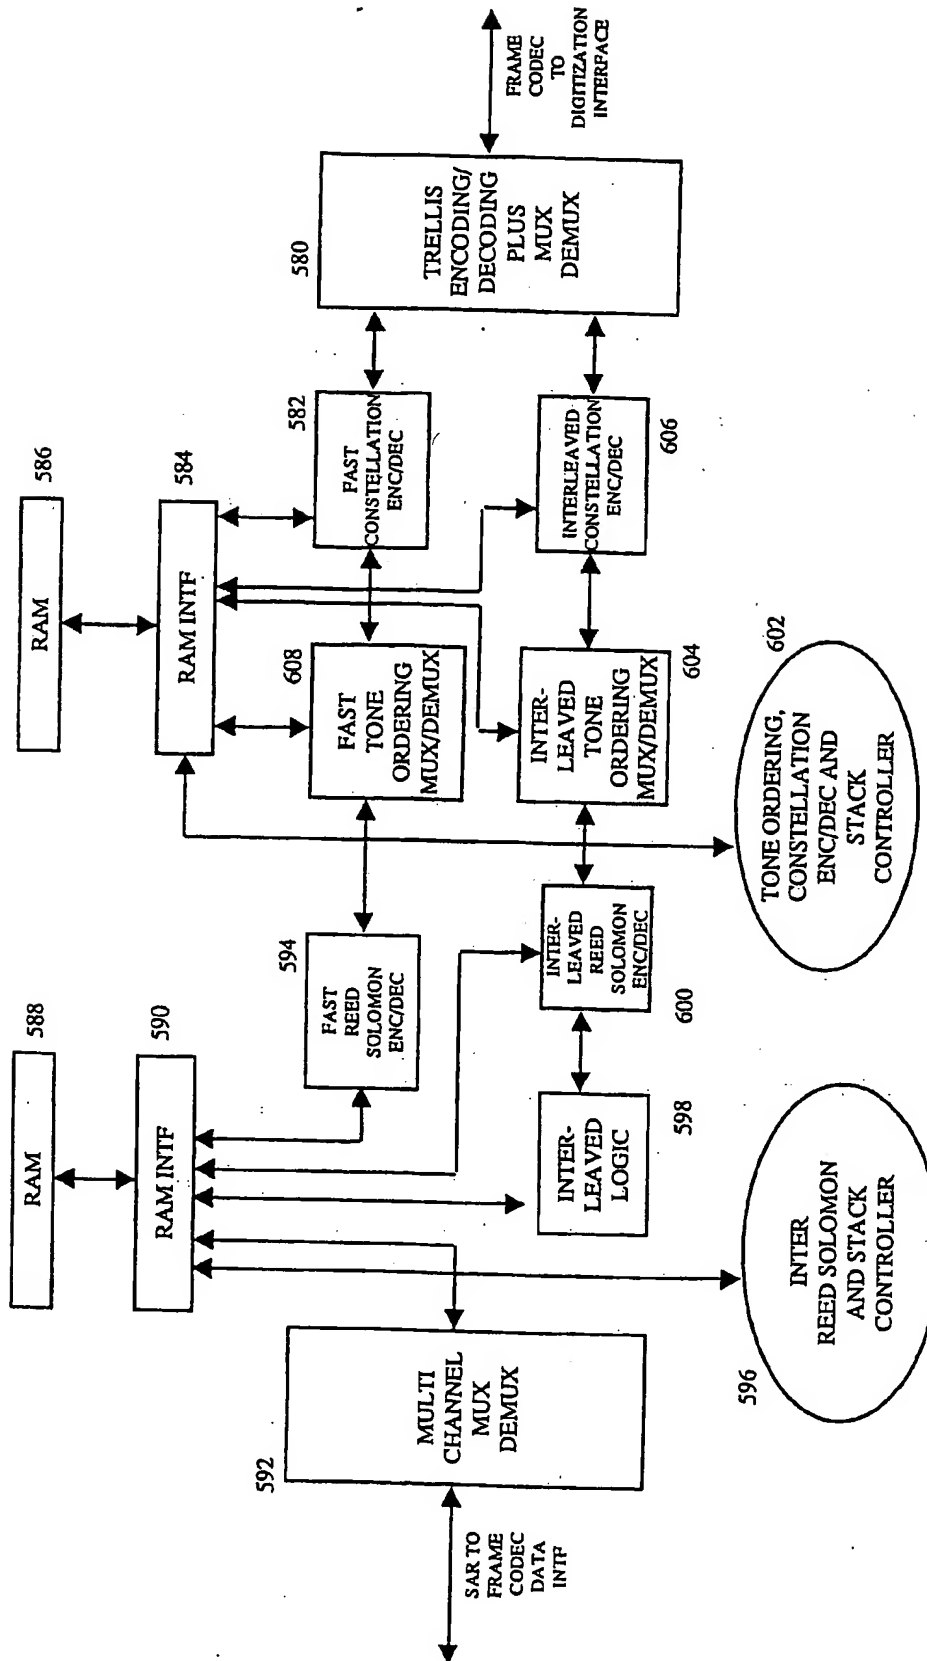 588
RAM
590
RAM INTF
586
RAM
584
RAM INTF
SAR TO
FRAME
CODEC
DATA
INTF
592
MULTI
CHANNEL
MUX
DEMUX
594
FAST
REED
SOLOMON
ENC/DEC
608
FAST
TONE
ORDERING
MUX/DEMUX
582
FAST
CONSTELLATION
ENC/DEC
580
TRELLIS
ENCODING/
DECODING
PLUS
MUX
DEMUX
FRAME
CODEC
TO
DIGITIZATION
INTERFACE
INTER-
LEAVED
LOGIC
598
INTER-
LEAVED
REED
SOLOMON
ENC/DEC
600
INTER-
LEAVED
TONE
ORDERING
MUX/DEMUX
604
INTERLEAVED
CONSTELLATION
ENC/DEC
606
596
INTER
REED SOLOMON
AND STACK
CONTROLLER
602
TONE ORDERING,
CONSTELLATION
ENC/DEC AND
STACK
CONTROLLER